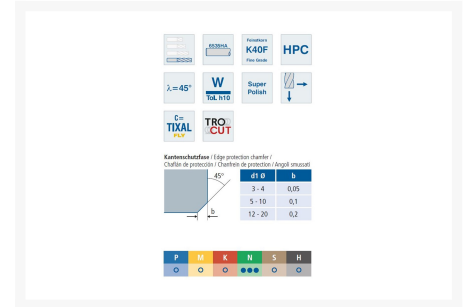 6535HA
Feinstkorn
K40F
Fine Grade
HPC
λ=45°
W
Tol. h10
Super
Polish
C=
TIXAL
FLY
TRO
CUT
Kantenschutzfase / Edge protection chamfer /
Chaflán de protección / Chanfrein de protection / Angoli smussati
45°
b
d1 Ø b
3 - 4 0,05
5 - 10 0,1
12 - 20 0,2
P M K N S H